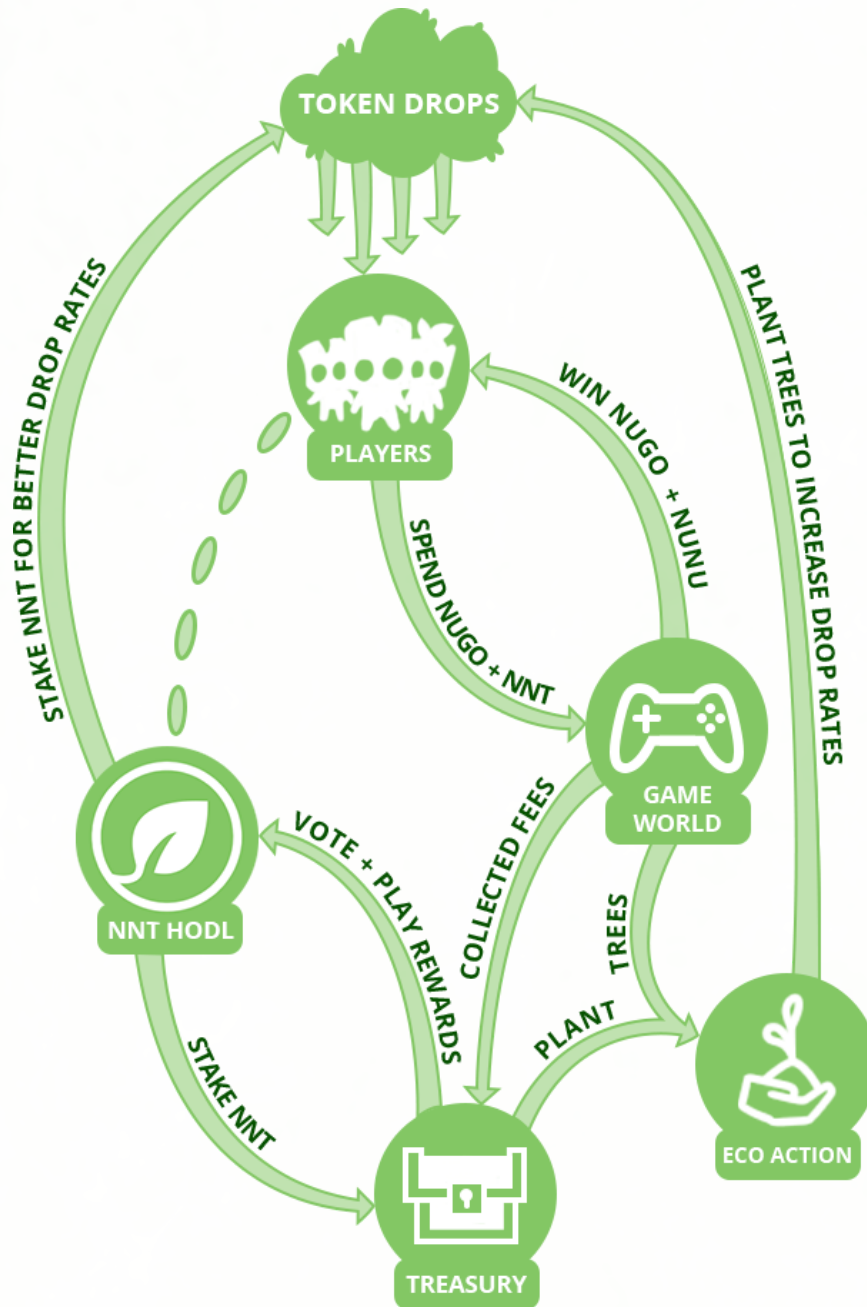 TOKEN DROPS
STAKE NNT FOR BETTER DROP RATES
PLANT TREES TO INCREASE DROP RATES
PLAYERS
WIN NUGO + NUNU
SPEND NUGO + NNT
GAME
WORLD
COLLECTED FEES
VOTE + PLAY REWARDS
TREES
NNT HODL
PLANT
STAKE NNT
ECO ACTION
TREASURY